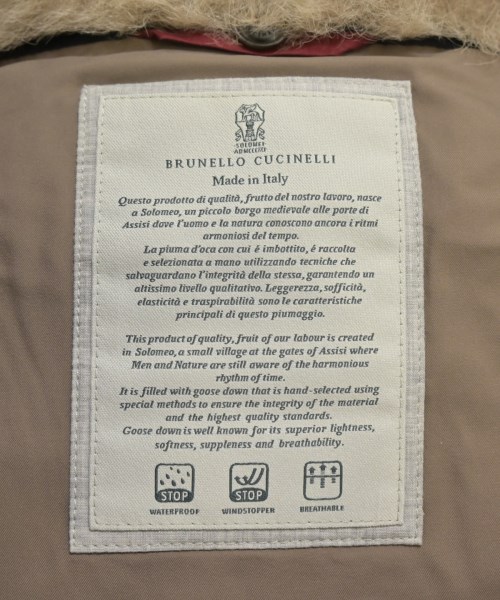 SOLOMEI
AD MCCCXCI
BRUNELLO CUCINELLI
Made in Italy
Questo prodotto di qualità, frutto del nostro lavoro, nasce
a Solomeo, un piccolo borgo medievale alle parte di
Assisi dove l'uomo e la natura conoscono ancora i ritmi
armoniosi del tempo.
La piuma d'oca con cui é imbottito, é raccolta
e selezionata a mano utilizzando tecniche che
salvaguardano l'integrità della stessa, garantendo un
altissimo livello qualitativo. Leggerezza, sofficità,
elasticità e traspirabilità sono le caratteristiche
principali di questo piumaggio.
This product of quality, fruit of our labour is created
in Solomeo, a small village at the gates of Assisi where
Men and Nature are still aware of the harmonious
rhythm of time.
It is filled with goose down that is hand-selected using
special methods to ensure the integrity of the material
and the highest quality standards.
Goose down is well known for its superior lightness,
softness, suppleness and breathability.
STOP STOP
WATERPROOF WINDSTOPPER BREATHABLE